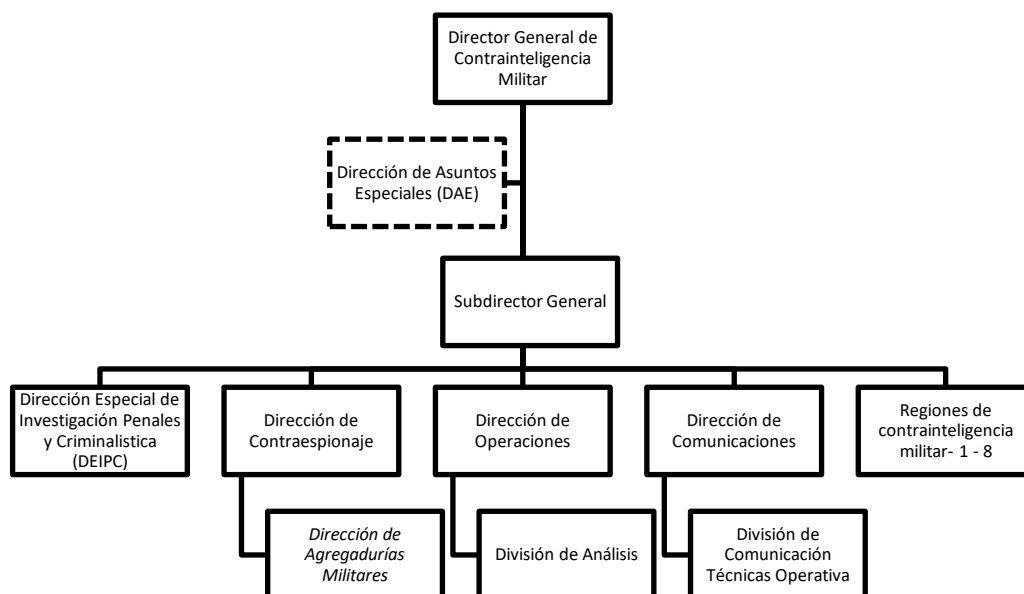 Director General de
Contrainteligencia
Militar
Dirección de Asuntos
Especiales (DAE)
Subdirector General
Dirección Especial de
Investigación Penales
y Criminalistica
(DEIPC)
Dirección de
Contraespionaje
Dirección de
Operaciones
Dirección de
Comunicaciones
Regiones de
contrainteligencia
militar- 1 - 8
Dirección de
Agregadurías
Militares
División de Análisis
División de
Comunicación
Técnicas Operativa